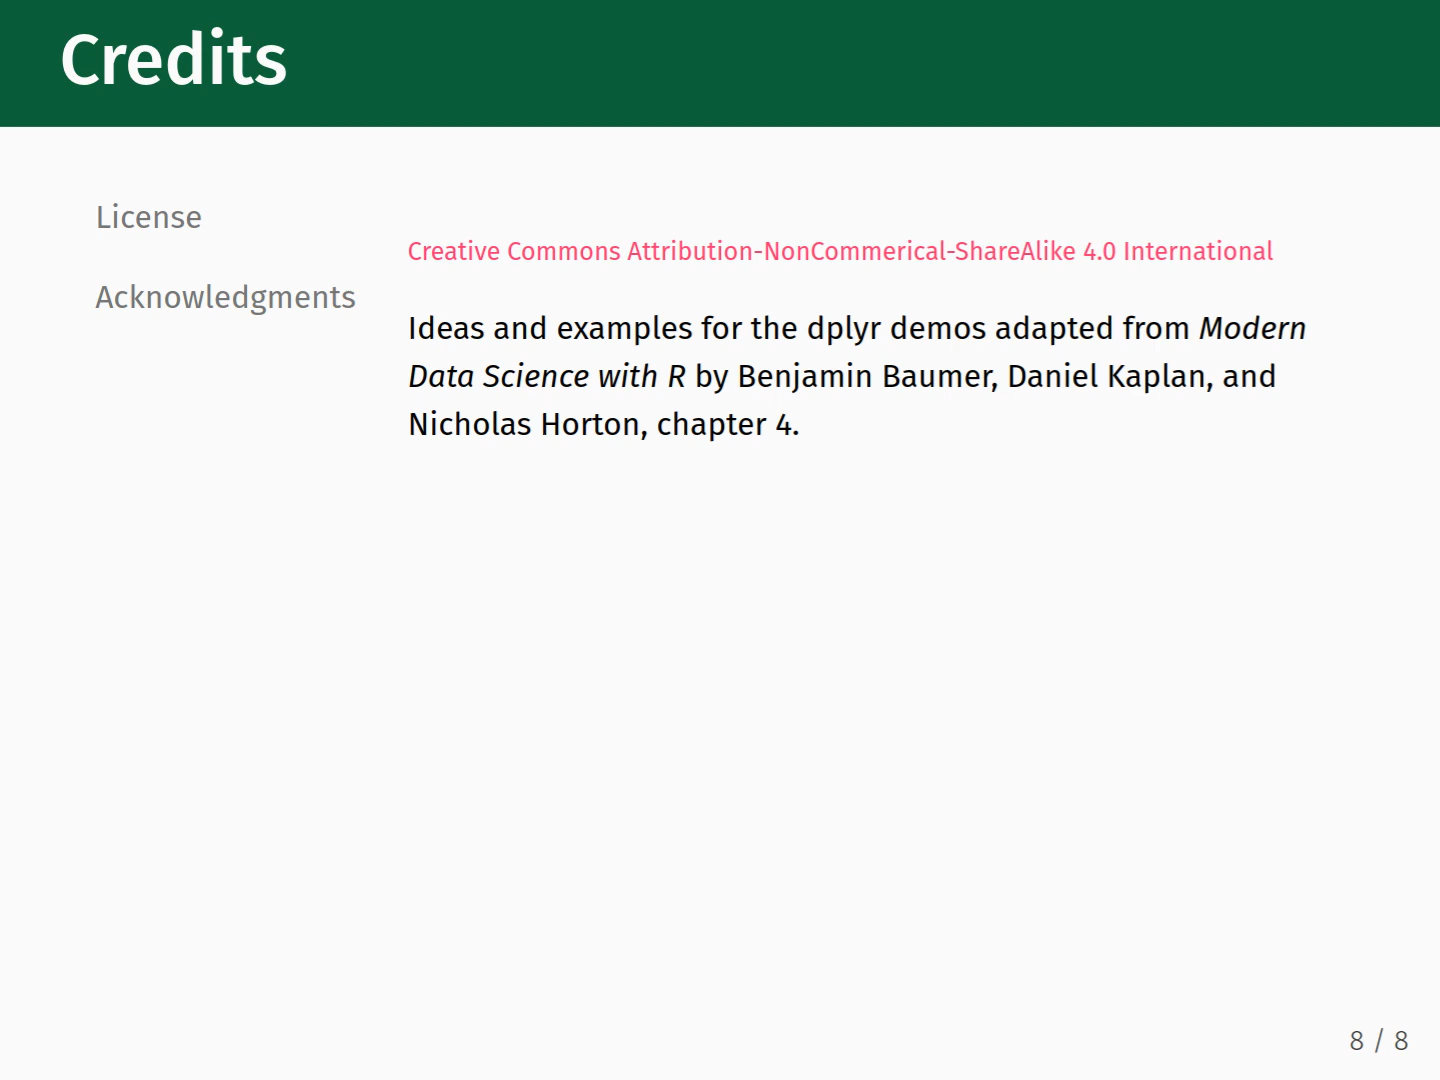 Credits
License
Creative Commons Attribution-NonCommerical-ShareAlike 4.0 International
Acknowledgments
Ideas and examples for the dplyr demos adapted from Modern
Data Science with R by Benjamin Baumer, Daniel Kaplan, and
Nicholas Horton, chapter 4.
8 / 8